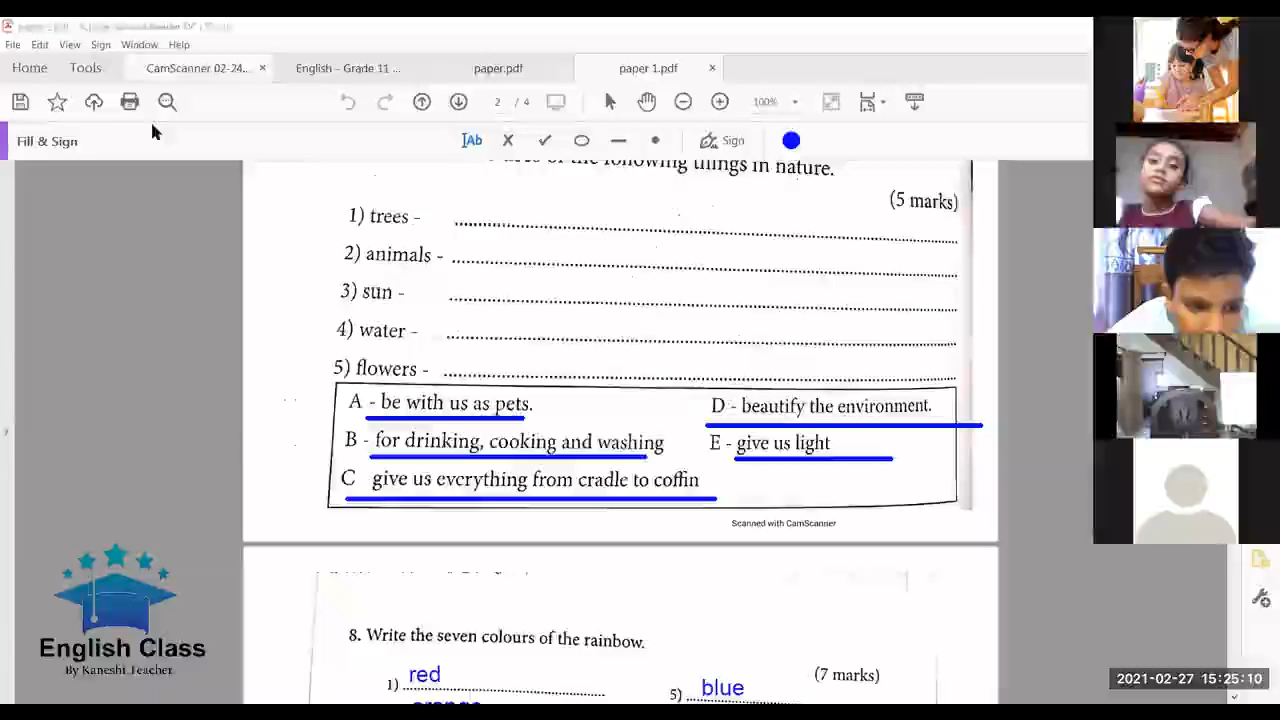 File Edit View Sign Window Help
Home Tools CamScanner 02-24... × English - Grade 11 ... paper.pdf paper 1.pdf ×
2 / 4 100%
Fill & Sign Ab Sign
of the following things in nature.
(5 marks)
1) trees -
2) animals -
3) sun -
4) water -
5) flowers -
A - be with us as pets. D - beautify the environment.
B - for drinking, cooking and washing E - give us light
C give us everything from cradle to coffin
Scanned with CamScanner
8. Write the seven colours of the rainbow.
(7 marks)
1) red 5) blue
orange
English Class
By Kaneshi Teacher
2021-02-27 15:25:10